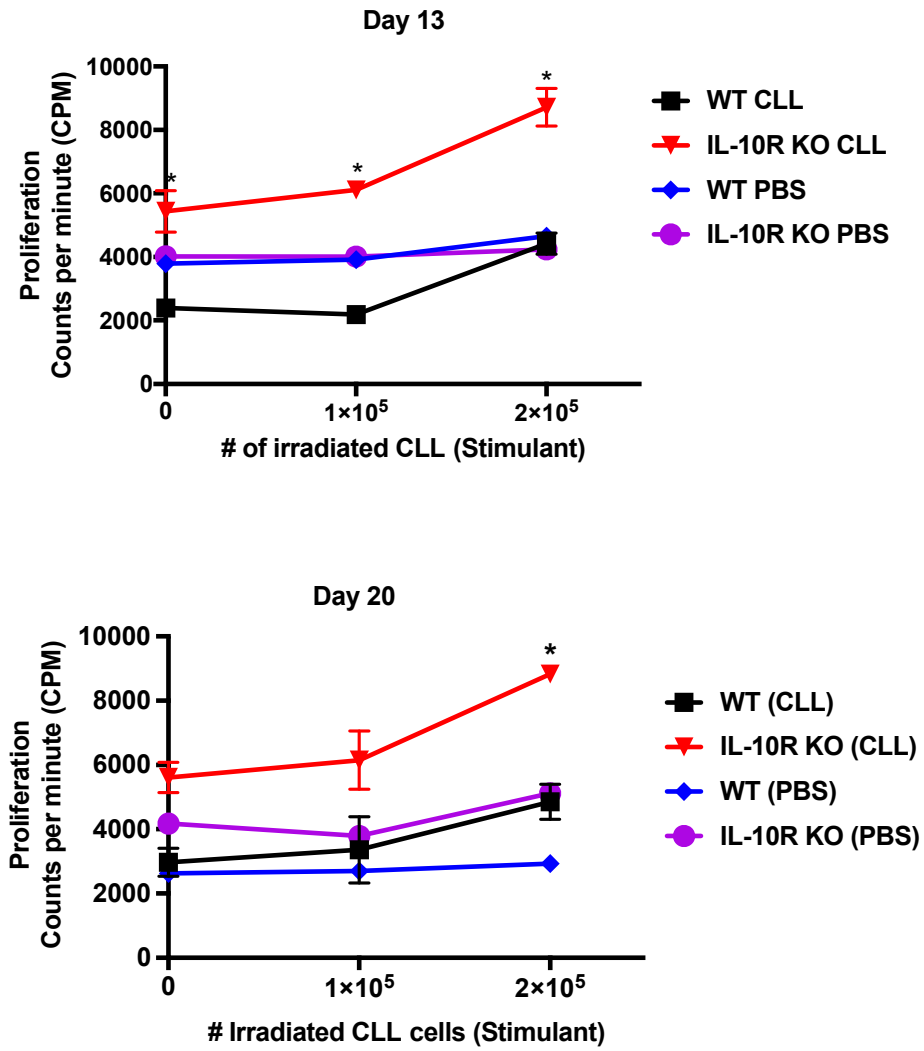 Day 13
Proliferation
Counts per minute (CPM)
10000
8000
6000
4000
2000
0
*
*
*
0
1×10⁵
2×10⁵
# of irradiated CLL (Stimulant)
WT CLL
IL-10R KO CLL
WT PBS
IL-10R KO PBS
Day 20
Proliferation
Counts per minute (CPM)
10000
8000
6000
4000
2000
0
*
0
1×10⁵
2×10⁵
# Irradiated CLL cells (Stimulant)
WT (CLL)
IL-10R KO (CLL)
WT (PBS)
IL-10R KO (PBS)